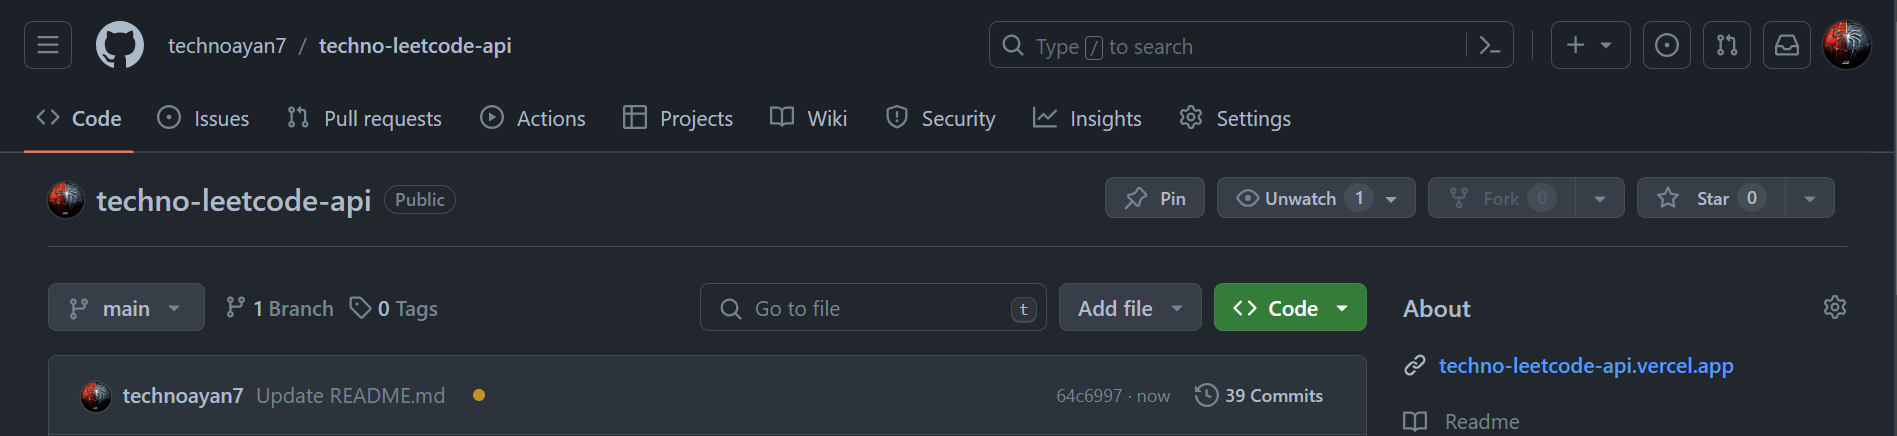 technoayan7 / techno-leetcode-api Type / to search
Code Issues Pull requests Actions Projects Wiki Security Insights Settings
techno-leetcode-api Public Pin Unwatch 1 Fork 0 Star 0
main 1 Branch 0 Tags Go to file t Add file Code About
techno-leetcode-api.vercel.app
technoayan7 Update README.md 64c6997 · now 39 Commits
Readme